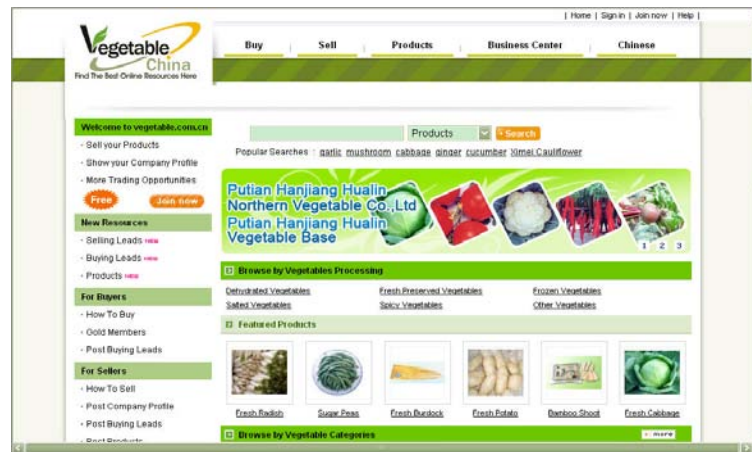 | Home | Sign in | Join now | Help |
Vegetable
China
Find The Best Online Resources Here
Buy | Sell | Products | Business Center | Chinese
Welcome to vegetable.com.cn
- Sell your Products
- Show your Company Profile
- More Trading Opportunities
Free Join now
New Resources
- Selling Leads NEW
- Buying Leads NEW
- Products NEW
For Buyers
- How To Buy
- Gold Members
- Post Buying Leads
For Sellers
- How To Sell
- Post Company Profile
- Post Buying Leads
- Post Products
Products Search
Popular Searches : garlic mushroom cabbage ginger cucumber Ximei Cauliflower
Putian Hanjiang Hualin
Northern Vegetable Co.,Ltd
Putian Hanjiang Hualin
Vegetable Base
1 2 3
Browse by Vegetables Processing
Dehydrated Vegetables Fresh Preserved Vegetables Frozen Vegetables
Salted Vegetables Spicy Vegetables Other Vegetables
Featured Products
Fresh Radish Sugar Peas Fresh Burdock Fresh Potato Bamboo Shoot Fresh Cabbage
Browse by Vegetable Categories more